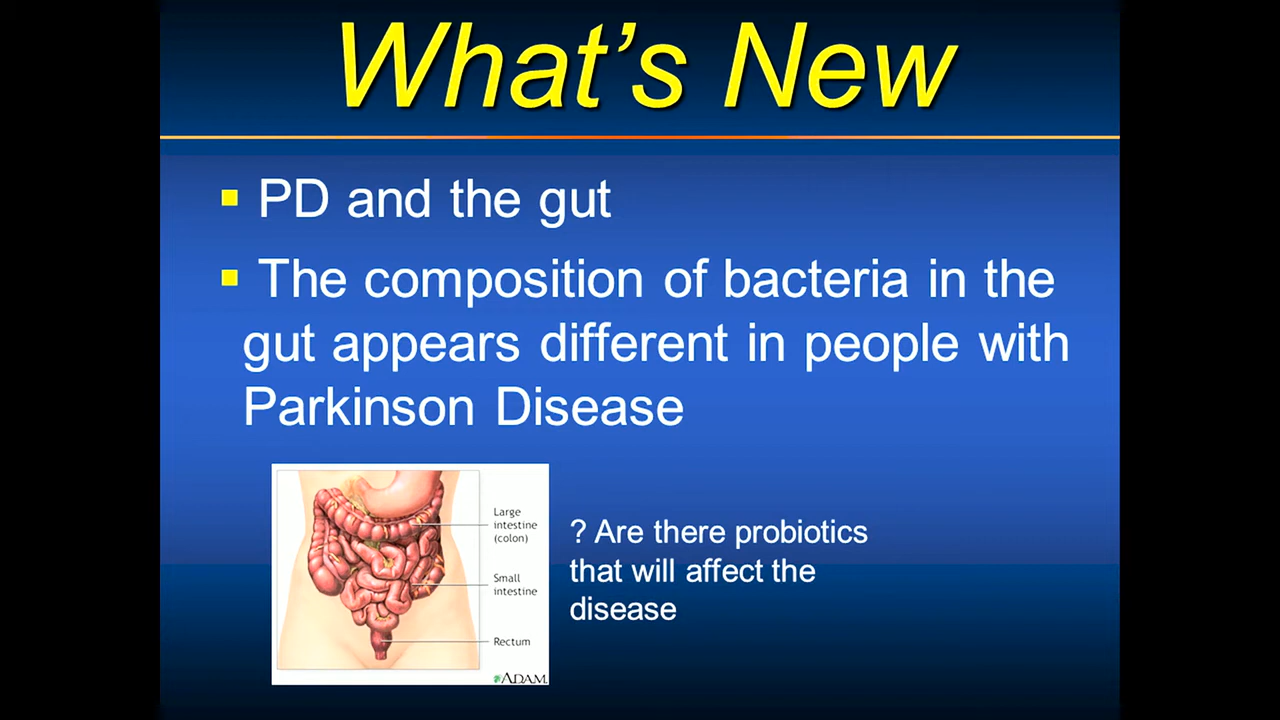 What’s New
PD and the gut
The composition of bacteria in the
gut appears different in people with
Parkinson Disease
Large
intestine
(colon)
Small
intestine
Rectum
ADAM.
? Are there probiotics
that will affect the
disease